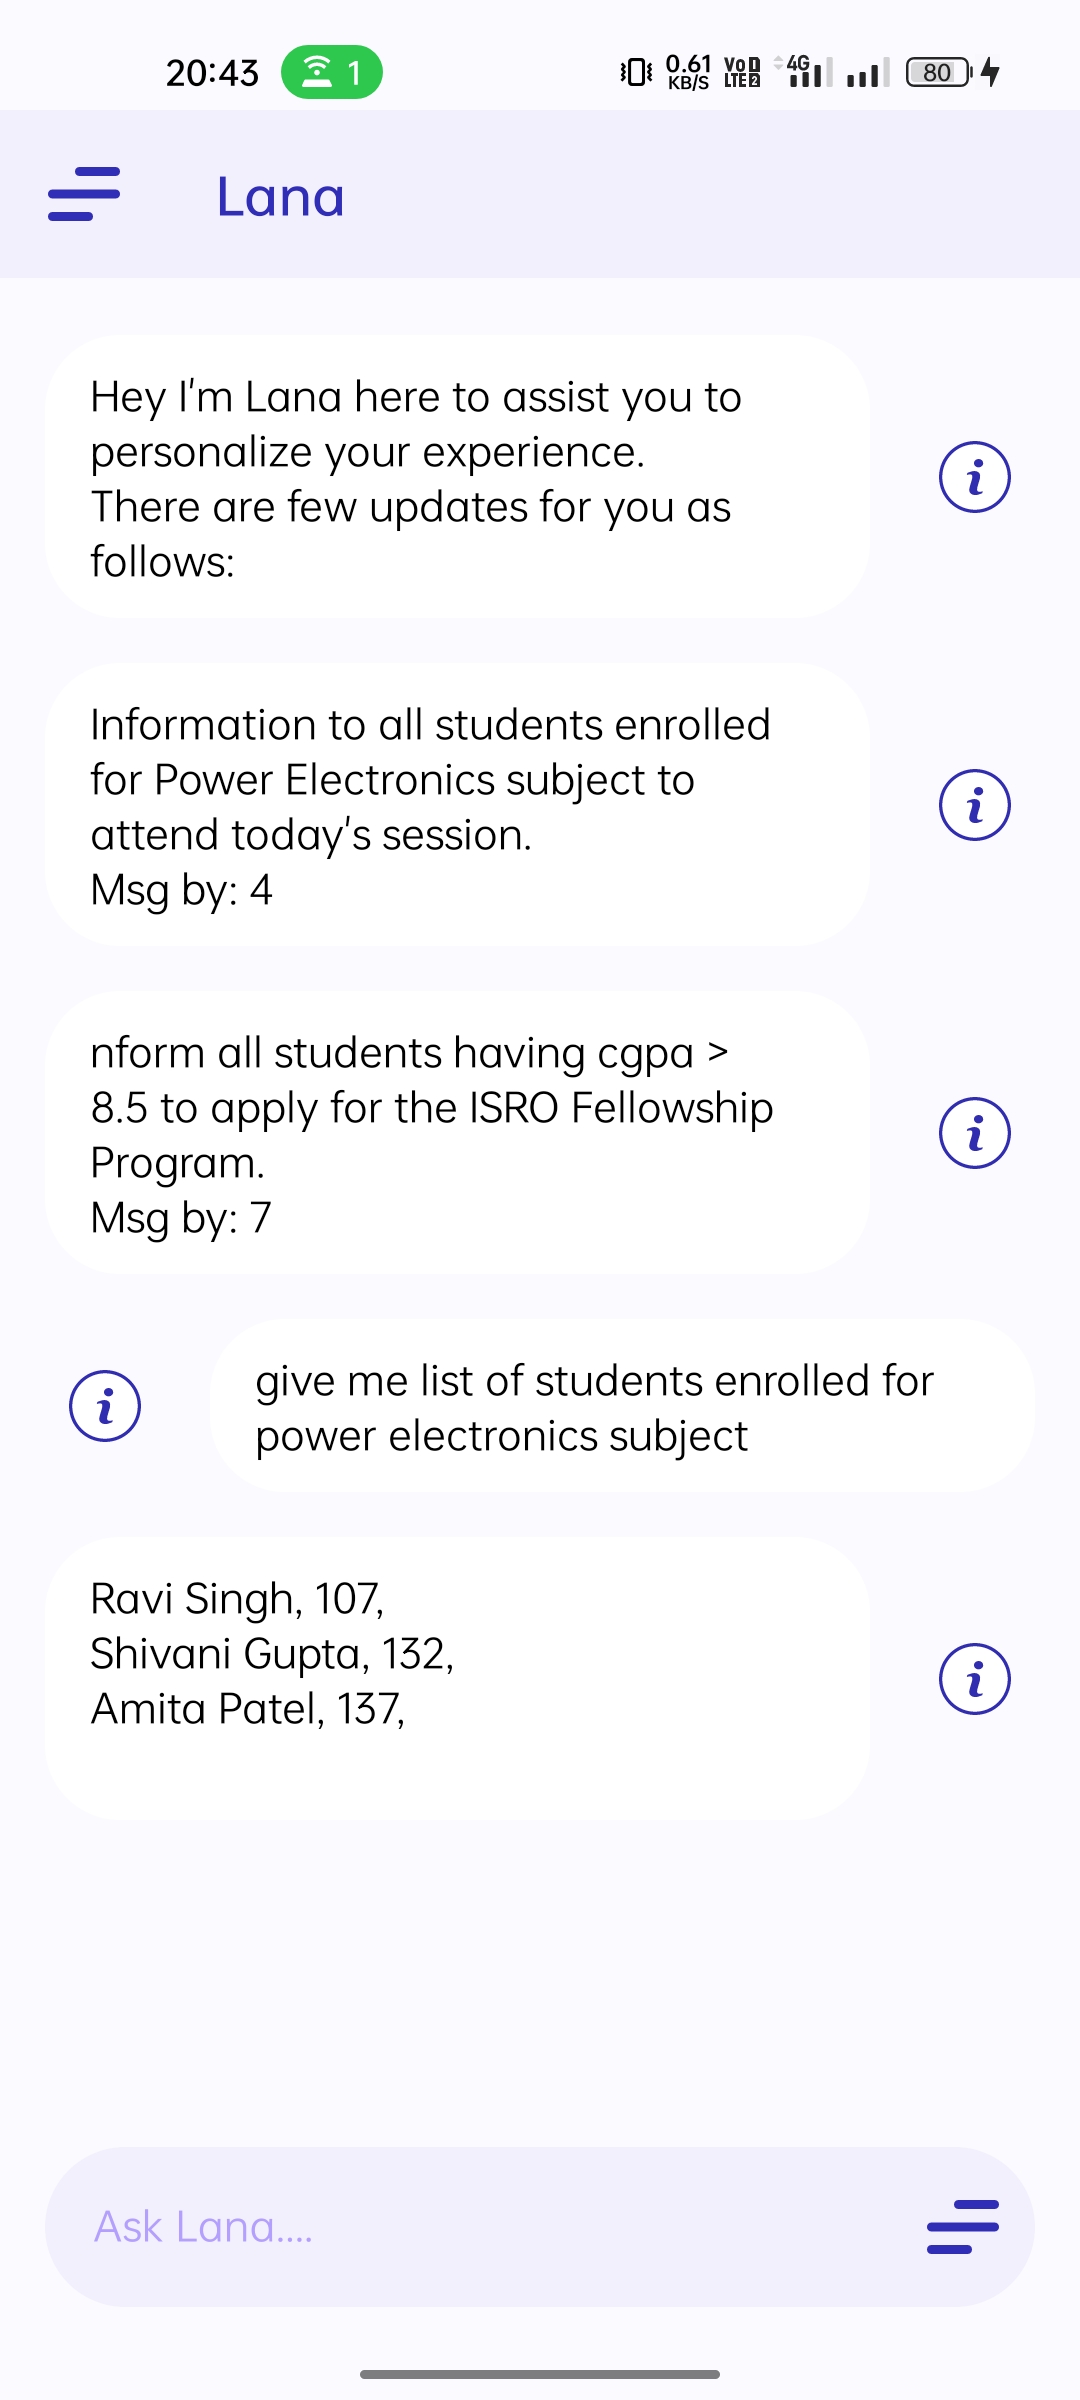 20:43 1 0.61 KB/S VoD LTE 2 4G 80
Lana
Hey I'm Lana here to assist you to
personalize your experience.
There are few updates for you as
follows:
i
Information to all students enrolled
for Power Electronics subject to
attend today's session.
Msg by: 4
i
nform all students having cgpa >
8.5 to apply for the ISRO Fellowship
Program.
Msg by: 7
i
i
give me list of students enrolled for
power electronics subject
Ravi Singh, 107,
Shivani Gupta, 132,
Amita Patel, 137,
i
Ask Lana....